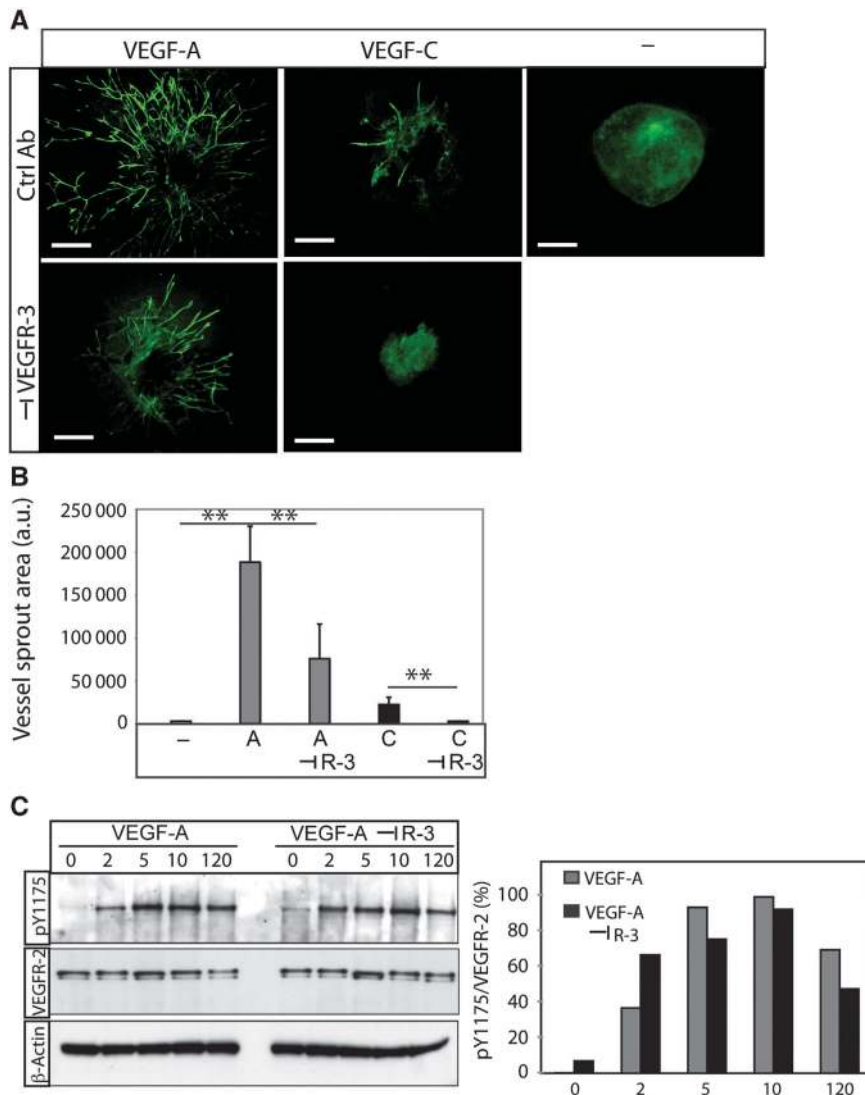 A
VEGF-A VEGF-C –
Ctrl Ab
⊣VEGFR-3
B
Vessel sprout area (a.u.)
250 000
200 000
150 000
100 000
50 000
0
** **
**
– A A C C
⊣R-3 ⊣R-3
C
VEGF-A VEGF-A ⊣R-3
0 2 5 10 120 0 2 5 10 120
pY1175
VEGFR-2
β-Actin
pY1175/VEGFR-2 (%)
100
80
60
40
20
0
VEGF-A
VEGF-A
⊣R-3
0 2 5 10 120